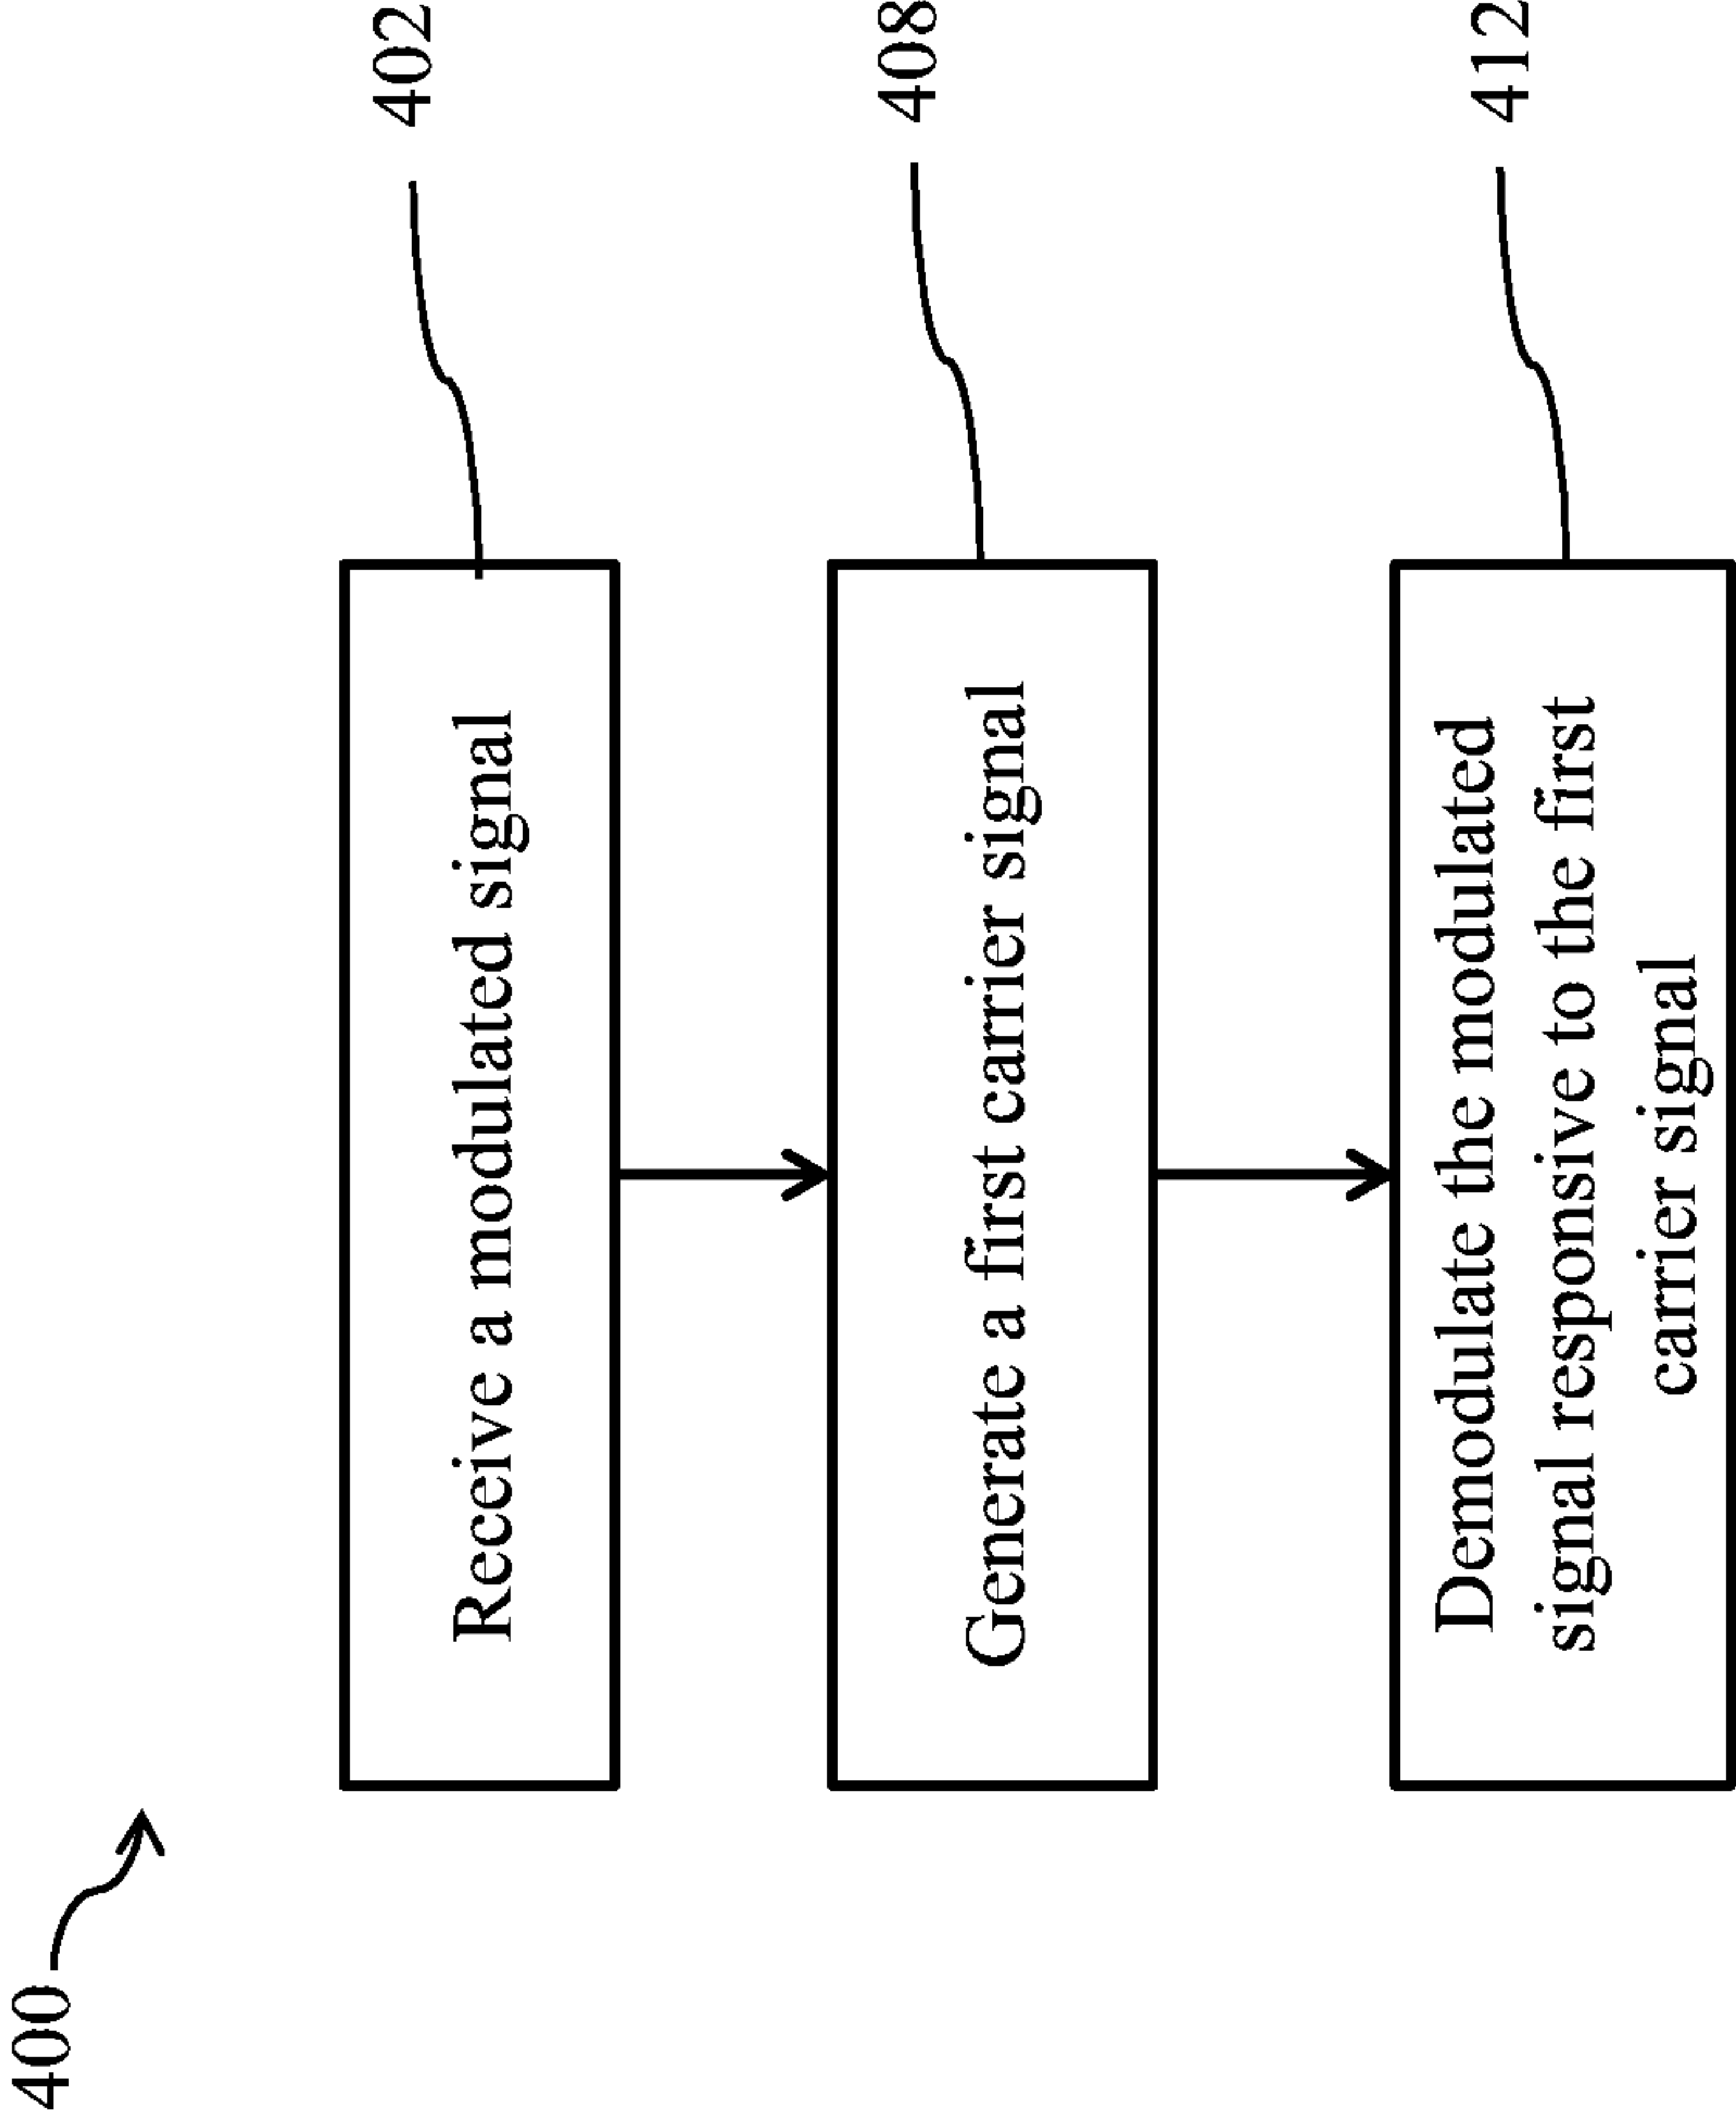 400
Receive a modulated signal
402
Generate a first carrier signal
408
Demodulate the modulated
signal responsive to the first
carrier signal
412